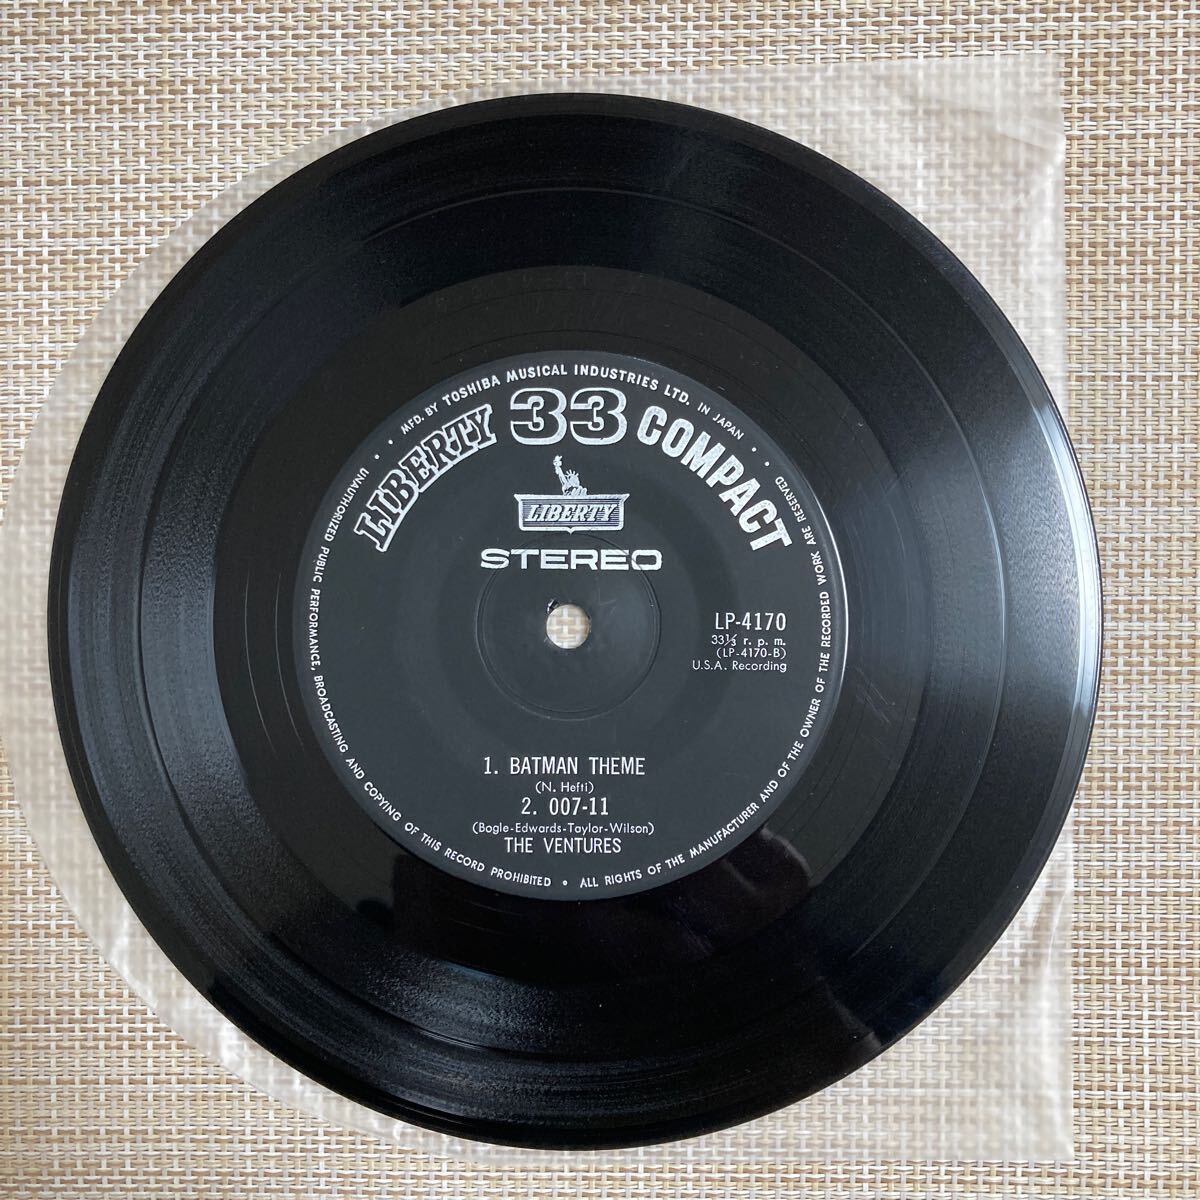 • MFD. BY TOSHIBA MUSICAL INDUSTRIES LTD. IN JAPAN •
LIBERTY 33 COMPACT
LIBERTY
STEREO
LP-4170
33⅓ r. p. m.
(LP-4170-B)
U.S.A. Recording
1. BATMAN THEME
(N. Hefti)
2. 007-11
(Bogle-Edwards-Taylor-Wilson)
THE VENTURES
• UNAUTHORIZED PUBLIC PERFORMANCE, BROADCASTING AND COPYING OF THIS RECORD PROHIBITED • ALL RIGHTS OF THE MANUFACTURER AND OF THE OWNER OF THE RECORDED WORK ARE RESERVED •